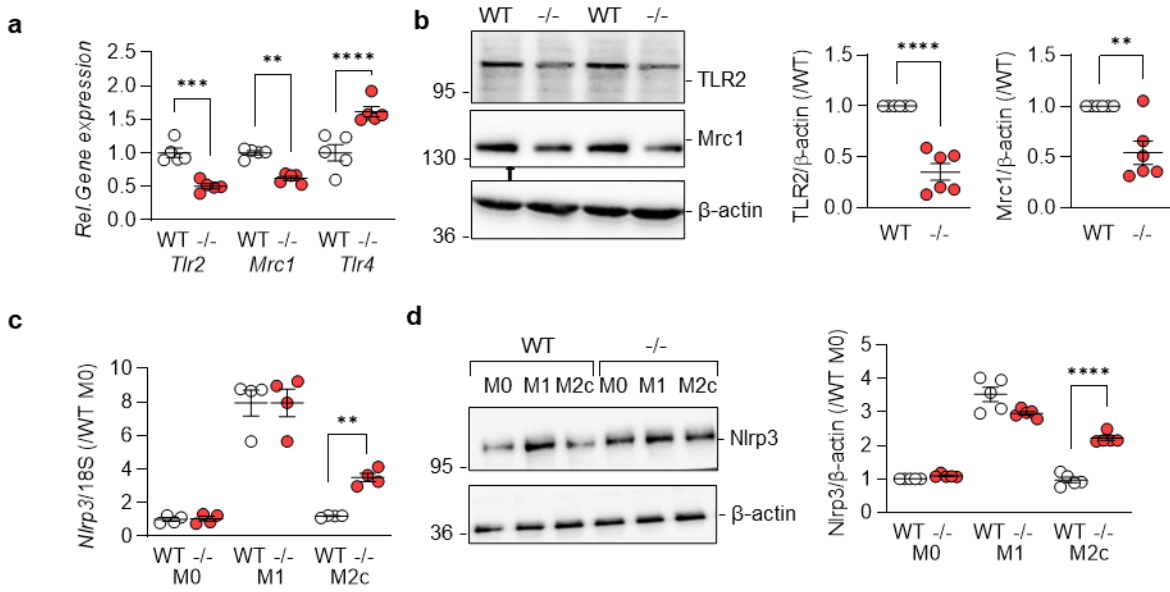 a
Rel. Gene expression
2.5
2.0
1.5
1.0
0.5
0.0
***
**
****
WT -/- WT -/- WT -/-
Tlr2 Mrc1 Tlr4
b
WT -/- WT -/-
95
TLR2
130
Mrc1
36
β-actin
TLR2/β-actin (/WT)
1.5
1.0
0.5
0.0
****
WT -/-
Mrc1/β-actin (/WT)
1.5
1.0
0.5
0.0
**
WT -/-
c
Nlrp3/18S (/WT M0)
10
8
6
4
2
0
**
WT -/- WT -/- WT -/-
M0 M1 M2c
d
WT -/-
M0 M1 M2c M0 M1 M2c
Nlrp3
95
β-actin
36
Nlrp3/β-actin (/WT M0)
5
4
3
2
1
0
****
WT -/- WT -/- WT -/-
M0 M1 M2c